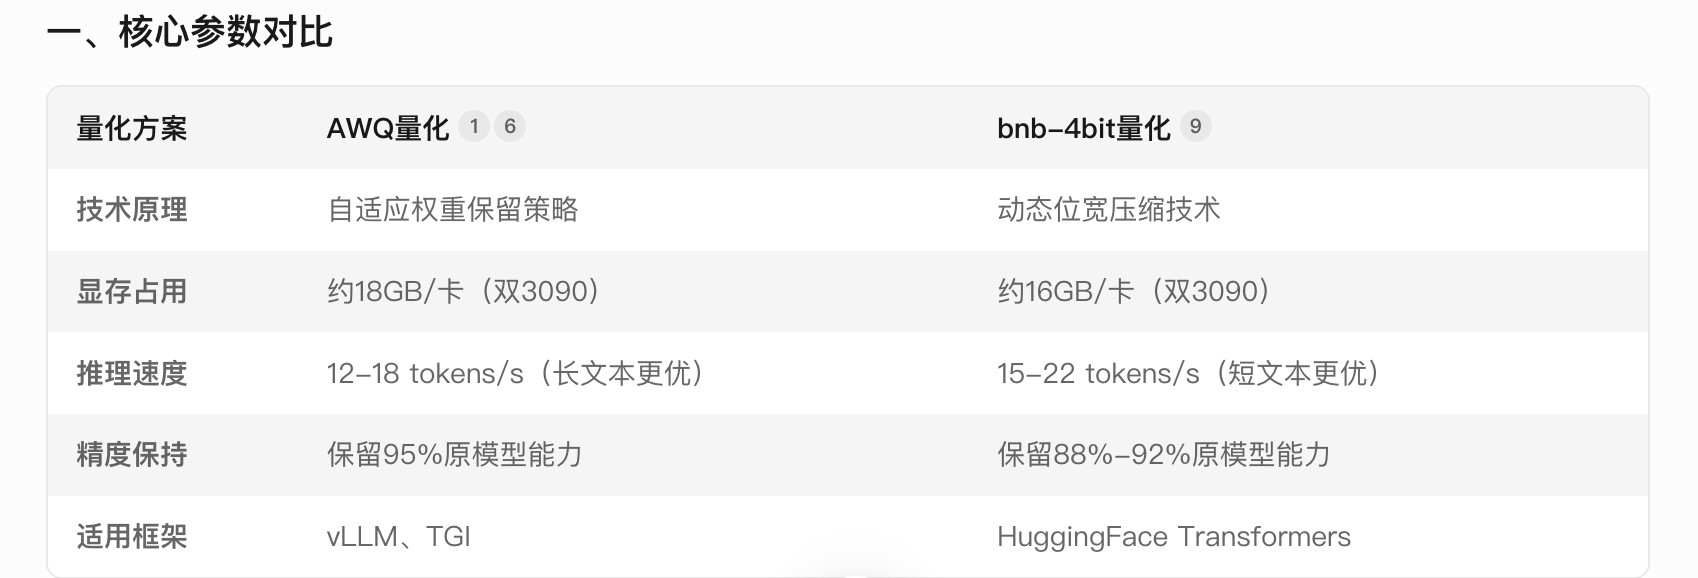 一、核心参数对比
量化方案 AWQ量化 1 6 bnb-4bit量化 9
技术原理 自适应权重保留策略 动态位宽压缩技术
显存占用 约18GB/卡（双3090） 约16GB/卡（双3090）
推理速度 12-18 tokens/s（长文本更优） 15-22 tokens/s（短文本更优）
精度保持 保留95%原模型能力 保留88%-92%原模型能力
适用框架 vLLM、TGI HuggingFace Transformers